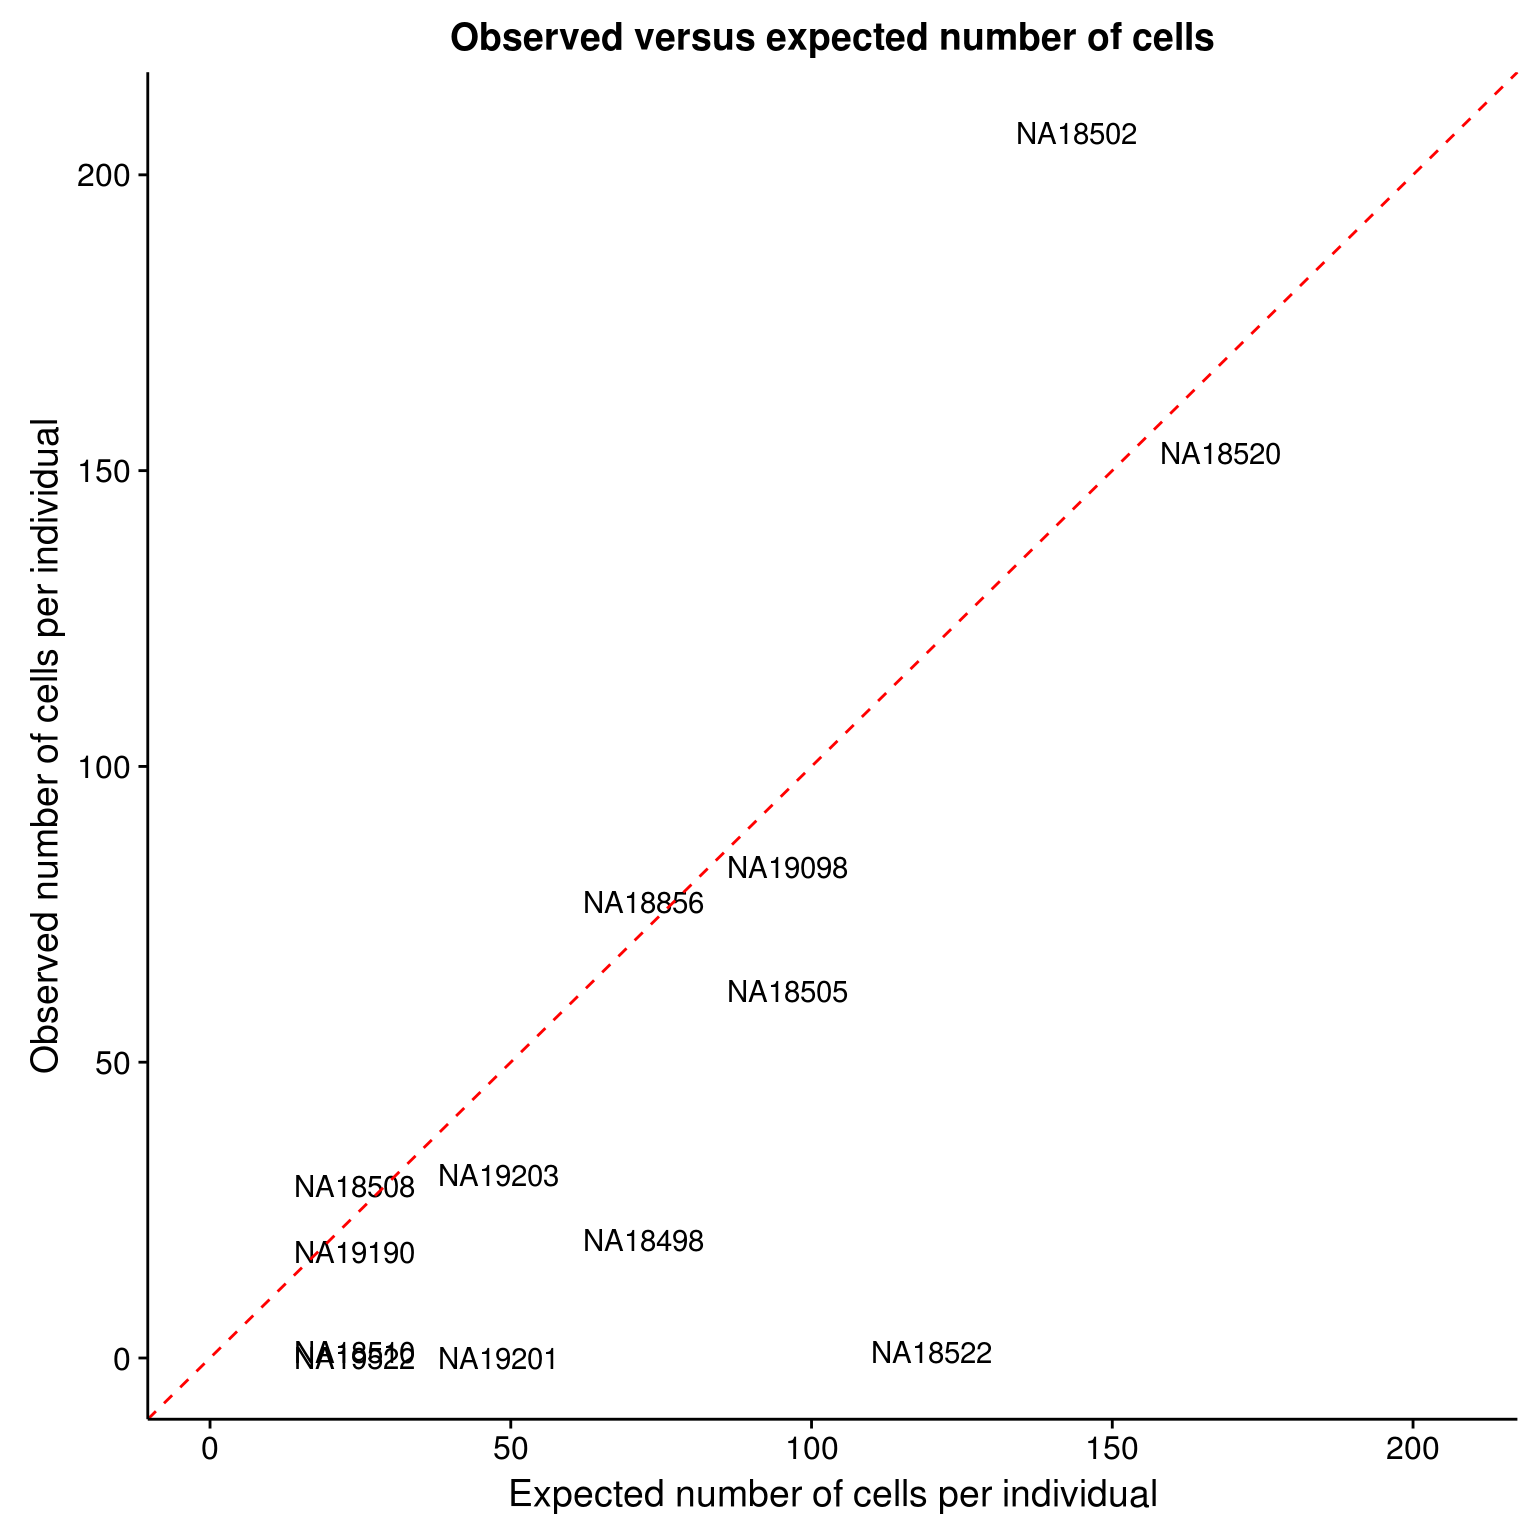 Observed versus expected number of cells
Observed number of cells per individual
200
150
100
50
0
NA18502
NA18520
NA19098
NA18856
NA18505
NA19203
NA18508
NA18498
NA19190
NA18522
NA19201
0
50
100
150
200
Expected number of cells per individual